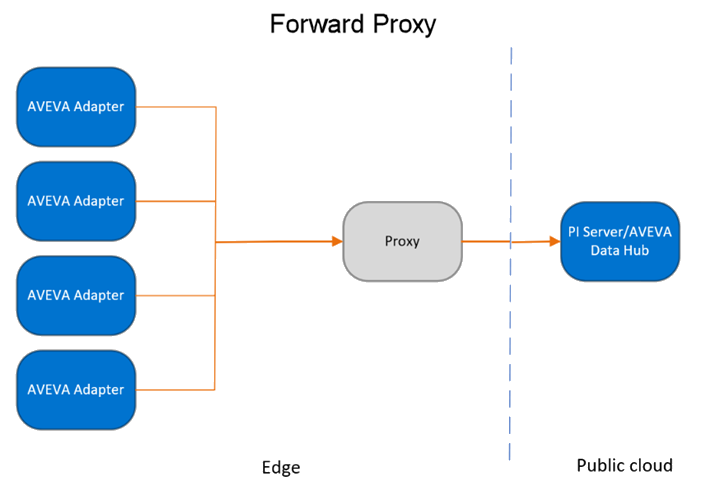 Forward Proxy
AVEVA Adapter
AVEVA Adapter
AVEVA Adapter
AVEVA Adapter
Proxy
PI Server/AVEVA
Data Hub
Edge
Public cloud